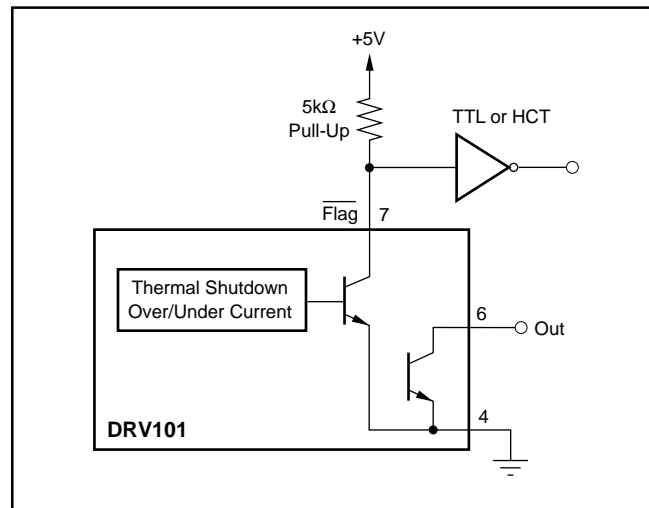 +5V
5kΩ
Pull-Up
TTL or HCT
Flag
7
Thermal Shutdown
Over/Under Current
6
Out
4
DRV101